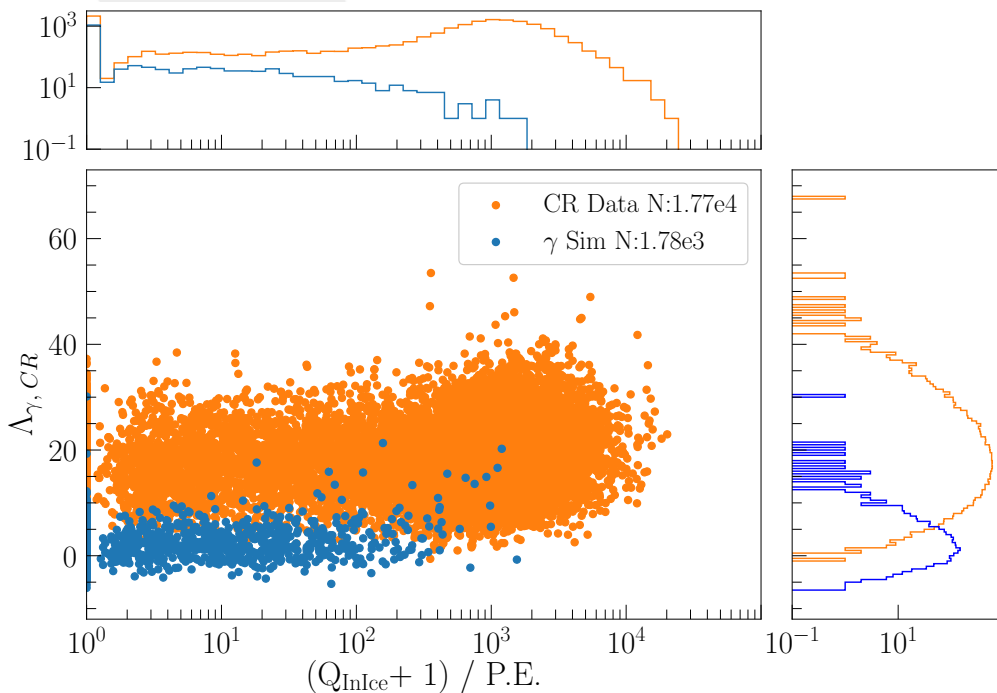 10³
10¹
10⁻¹
CR Data N:1.77e4
γ Sim N:1.78e3
60
40
20
0
Λγ, CR
10⁰ 10¹ 10² 10³ 10⁴
(Q_InIce + 1) / P.E.
10⁻¹ 10¹